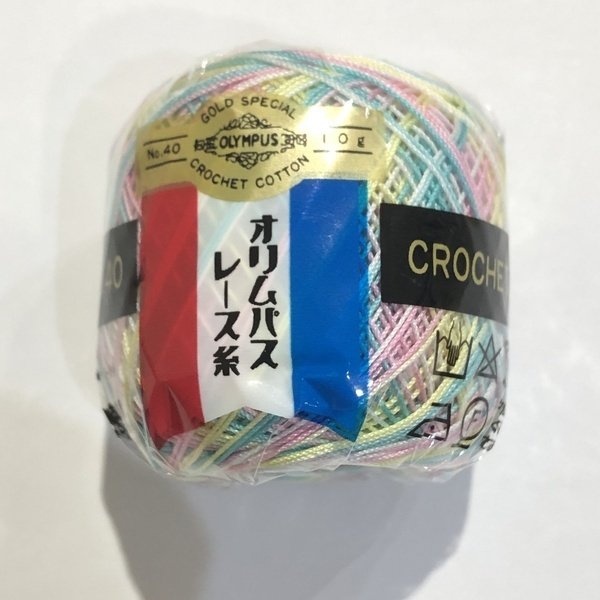 GOLD SPECIAL
No.40 OLYMPUS 10g
CROCHET COTTON
オリムパス
レース糸
40
CROCHE